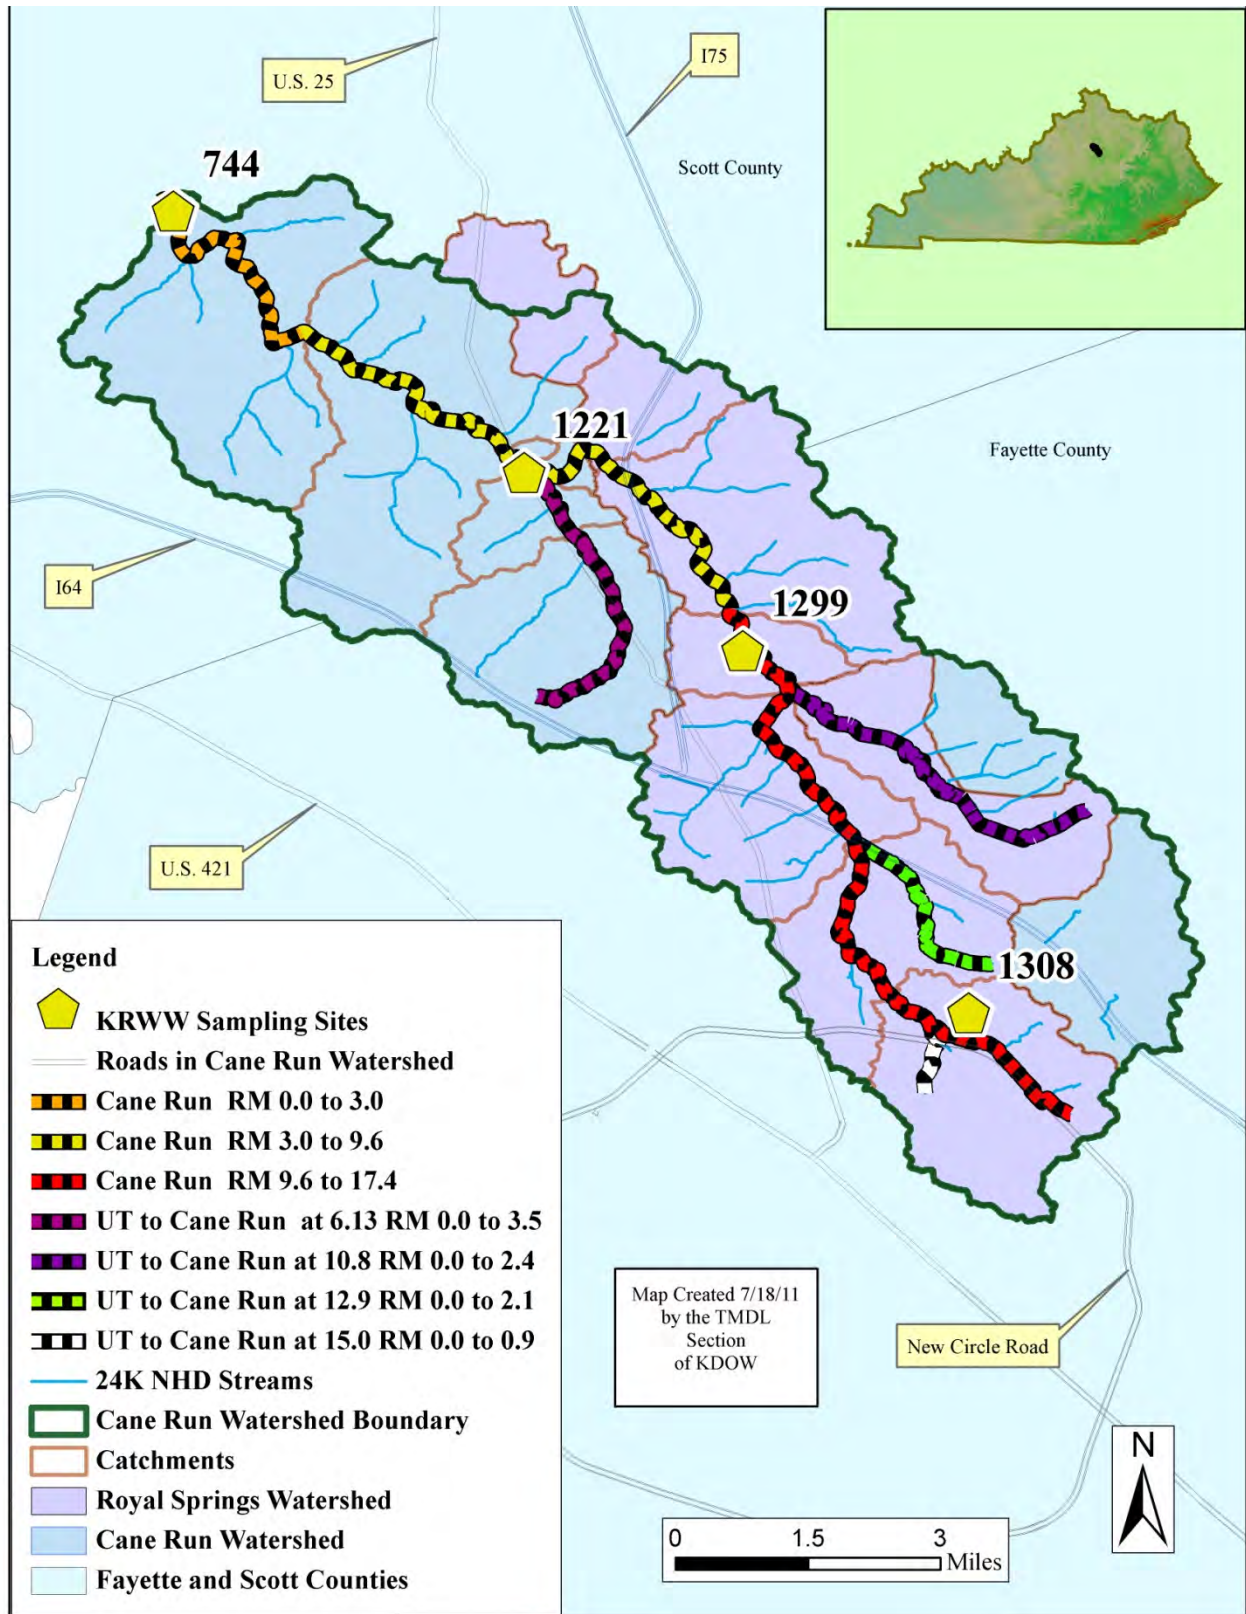 U.S. 25
I75
744
Scott County
1221
Fayette County
I64
1299
U.S. 421
1308
Legend
KRWW Sampling Sites
Roads in Cane Run Watershed
Cane Run RM 0.0 to 3.0
Cane Run RM 3.0 to 9.6
Cane Run RM 9.6 to 17.4
UT to Cane Run at 6.13 RM 0.0 to 3.5
UT to Cane Run at 10.8 RM 0.0 to 2.4
UT to Cane Run at 12.9 RM 0.0 to 2.1
UT to Cane Run at 15.0 RM 0.0 to 0.9
24K NHD Streams
Cane Run Watershed Boundary
Catchments
Royal Springs Watershed
Cane Run Watershed
Fayette and Scott Counties
Map Created 7/18/11
by the TMDL
Section
of KDOW
New Circle Road
N
0 1.5 3
Miles